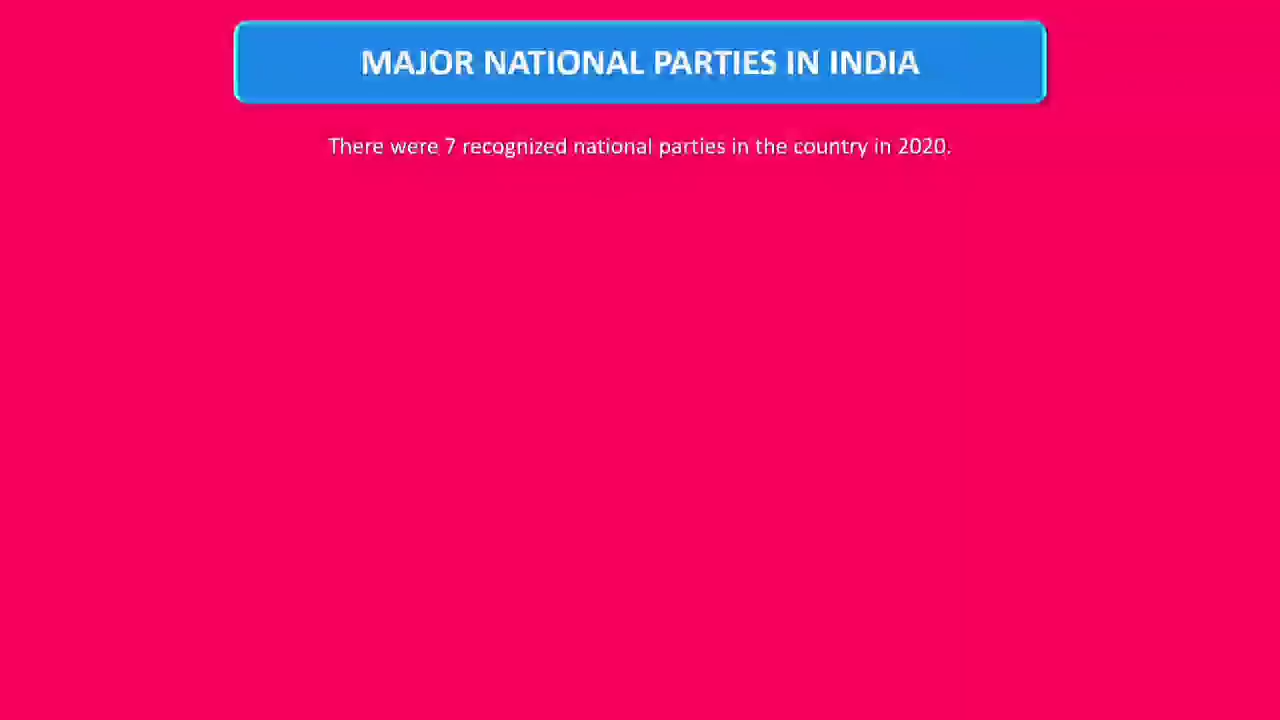 MAJOR NATIONAL PARTIES IN INDIA
There were 7 recognized national parties in the country in 2020.